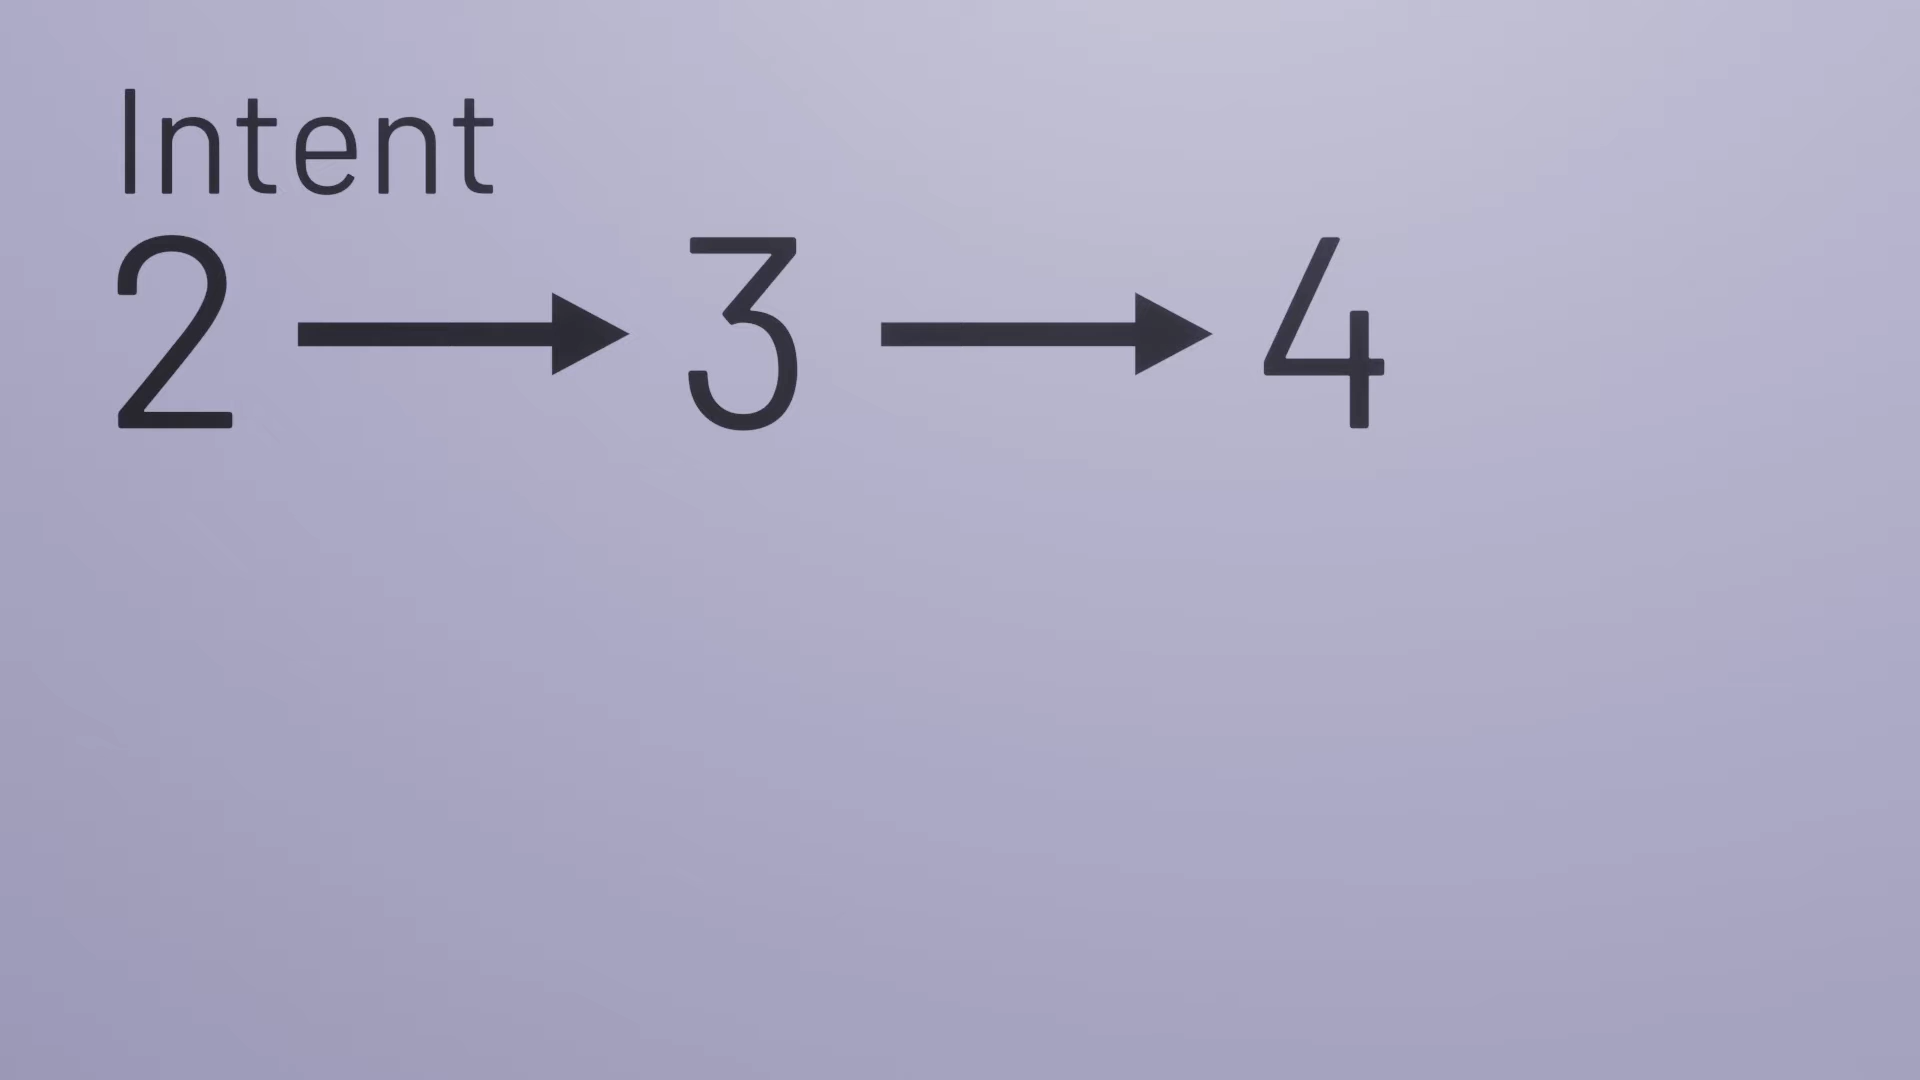 Intent
2 → 3 → 4